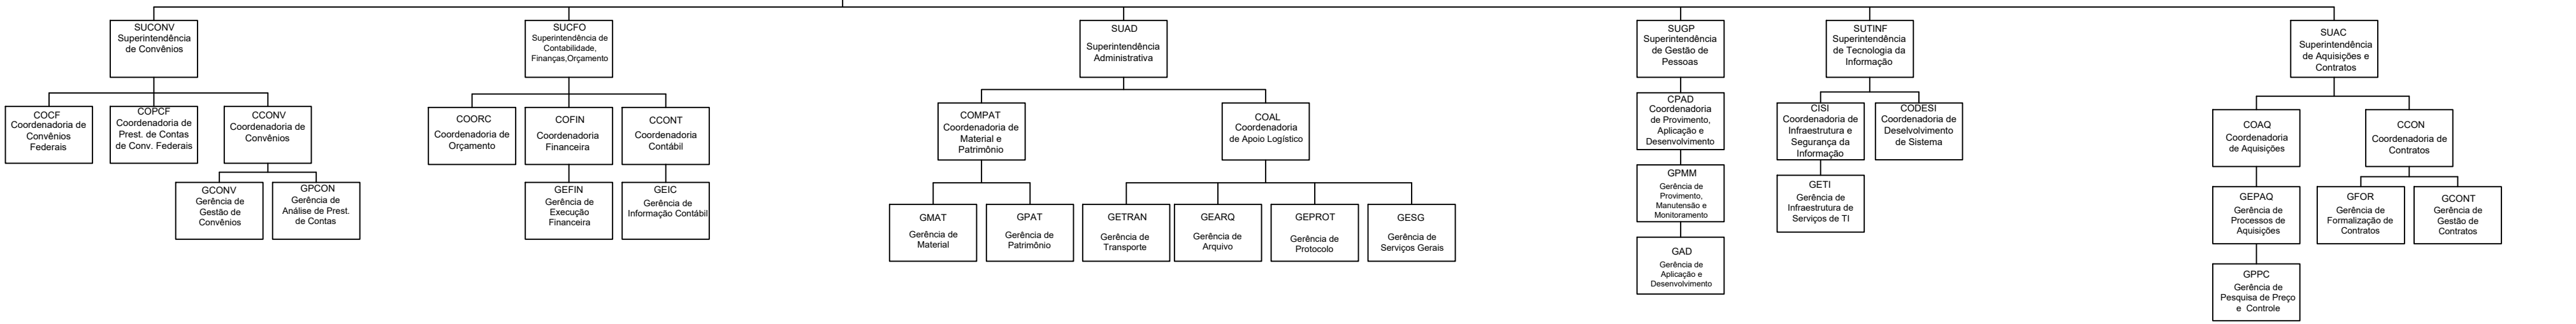 SUCONV
Superintendência
de Convênios
SUCFO
Superintendência de
Contabilidade,
Finanças,Orçamento
SUAD
Superintendência
Administrativa
SUGP
Superintendência
de Gestão de
Pessoas
SUTINF
Superintendência
de Tecnologia da
Informação
SUAC
Superintendência
de Aquisições e
Contratos
COCF
Coordenadoria de
Convênios
Federais
COPCF
Coordenadoria de
Prest. de Contas
de Conv. Federais
CCONV
Coordenadoria de
Convênios
COORC
Coordenadoria de
Orçamento
COFIN
Coordenadoria
Financeira
CCONT
Coordenadoria
Contábil
COMPAT
Coordenadoria de
Material e
Patrimônio
COAL
Coordenadoria
de Apoio Logístico
CPAD
Coordenadoria
de Provimento,
Aplicação e
Desenvolvimento
CISI
Coordenadoria de
Infraestrutura e
Segurança da
Informação
CODESI
Coordenadoria de
Deselvolvimento
de Sistema
COAQ
Coordenadoria
de Aquisições
CCON
Coordenadoria de
Contratos
GCONV
Gerência de
Gestão de
Convênios
GPCON
Gerência de
Análise de Prest.
de Contas
GEFIN
Gerência de
Execução
Financeira
GEIC
Gerência de
Informação Contábil
GMAT
Gerência de
Material
GPAT
Gerência de
Patrimônio
GETRAN
Gerência de
Transporte
GEARQ
Gerência de
Arquivo
GEPROT
Gerência de
Protocolo
GESG
Gerência de
Serviços Gerais
GPMM
Gerência de
Provimento,
Manutensão e
Monitoramento
GAD
Gerência de
Aplicação e
Desenvolvimento
GETI
Gerência de
Infraestrutura de
Serviços de TI
GEPAQ
Gerência de
Processos de
Aquisições
GFOR
Gerência de
Formalização de
Contratos
GCONT
Gerência de
Gestão de
Contratos
GPPC
Gerência de
Pesquisa de Preço
e Controle